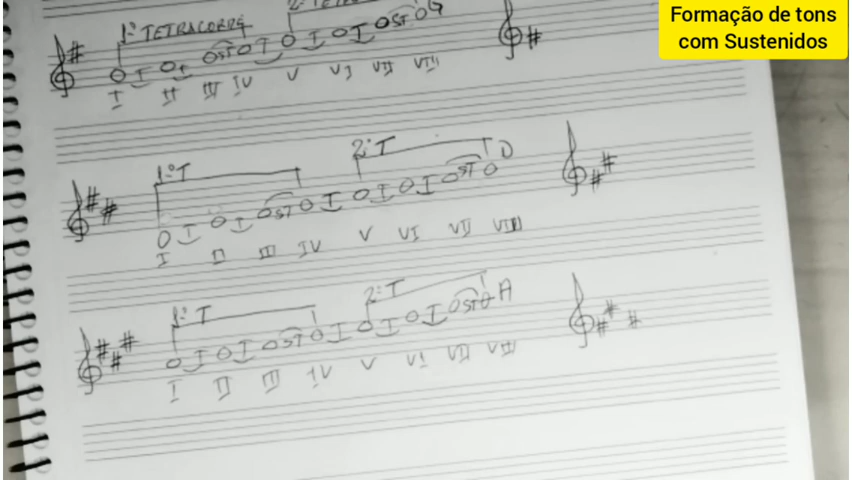 Formação de tons
com Sustenidos
1º TETRACORDE
I T T ST T T T ST G
I II III IV V VI VII VIII
1º T 2º T
T T ST T T T ST D
I II III IV V VI VII VIII
1º T 2º T
T T ST T T T ST A
I II III IV V VI VII VIII